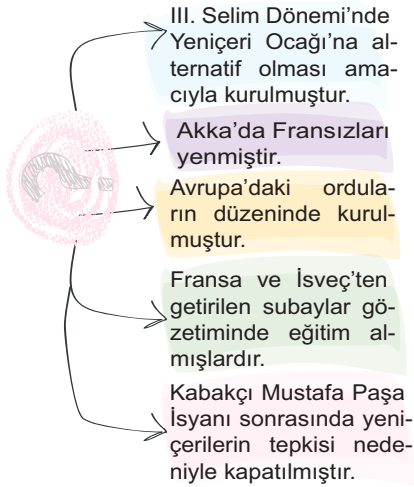 III. Selim Dönemi’nde
Yeniçeri Ocağı’na al-
ternatif olması ama-
cıyla kurulmuştur.
Akka’da Fransızları
yenmiştir.
Avrupa’daki ordula-
rın düzeninde kurul-
muştur.
Fransa ve İsveç’ten
getirilen subaylar gö-
zetiminde eğitim al-
mışlardır.
Kabakçı Mustafa Paşa
İsyanı sonrasında yeni-
çerilerin tepkisi nede-
niyle kapatılmıştır.